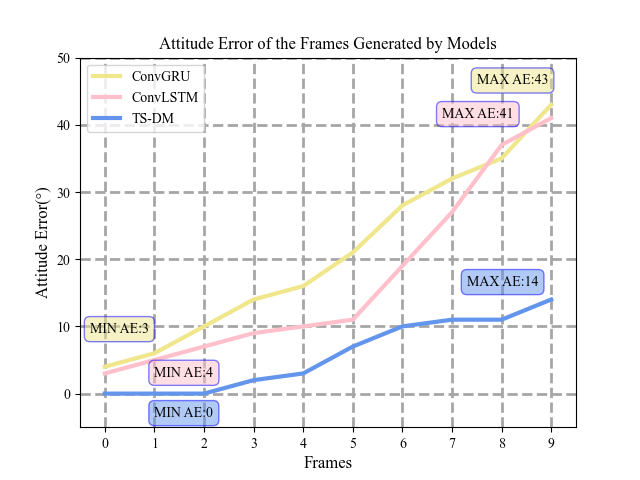 Attitude Error of the Frames Generated by Models
ConvGRU
ConvLSTM
TS-DM
MAX AE:43
MAX AE:41
MAX AE:14
MIN AE:3
MIN AE:4
MIN AE:0
Attitude Error(°)
50
40
30
20
10
0
0 1 2 3 4 5 6 7 8 9
Frames